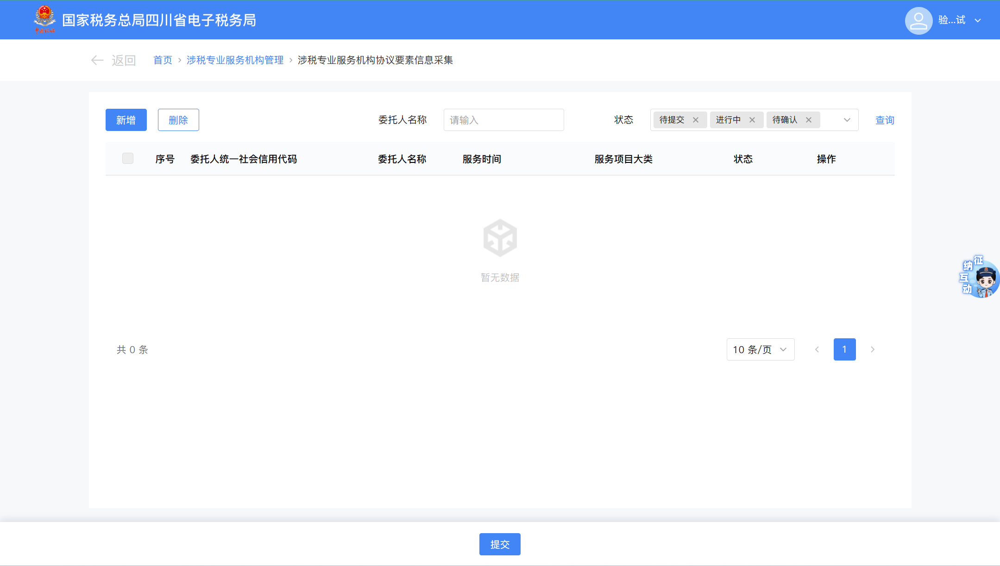 国家税务总局四川省电子税务局
验...试
返回 首页 > 涉税专业服务机构管理 > 涉税专业服务机构协议要素信息采集
新增 删除 委托人名称 请输入 状态 待提交 × 进行中 × 待确认 × 查询
序号 委托人统一社会信用代码 委托人名称 服务时间 服务项目大类 状态 操作
暂无数据
征纳互动
共 0 条 10 条/页 1
提交